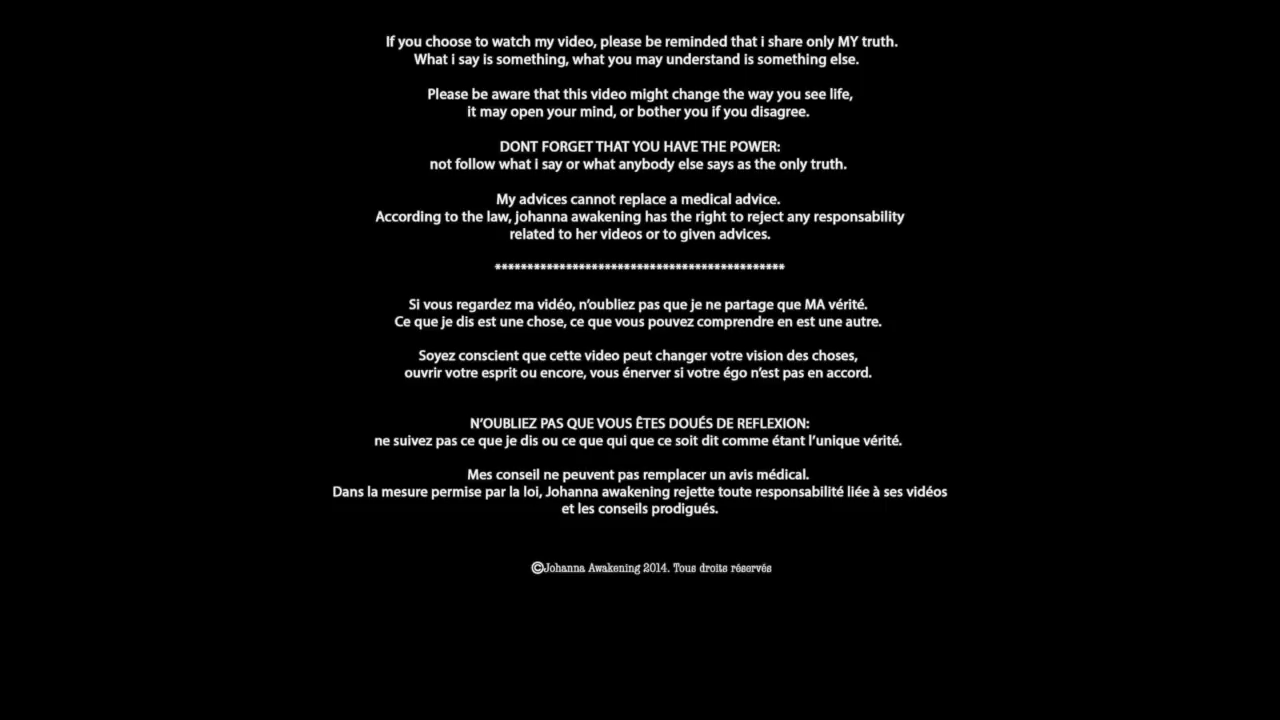 If you choose to watch my video, please be reminded that i share only MY truth.
What i say is something, what you may understand is something else.
Please be aware that this video might change the way you see life,
it may open your mind, or bother you if you disagree.
DONT FORGET THAT YOU HAVE THE POWER:
not follow what i say or what anybody else says as the only truth.
My advices cannot replace a medical advice.
According to the law, johanna awakening has the right to reject any responsability
related to her videos or to given advices.
*********************************************
Si vous regardez ma vidéo, n'oubliez pas que je ne partage que MA vérité.
Ce que je dis est une chose, ce que vous pouvez comprendre en est une autre.
Soyez conscient que cette video peut changer votre vision des choses,
ouvrir votre esprit ou encore, vous énerver si votre égo n'est pas en accord.
N'OUBLIEZ PAS QUE VOUS ÊTES DOUÉS DE REFLEXION:
ne suivez pas ce que je dis ou ce que qui que ce soit dit comme étant l'unique vérité.
Mes conseil ne peuvent pas remplacer un avis médical.
Dans la mesure permise par la loi, Johanna awakening rejette toute responsabilité liée à ses vidéos
et les conseils prodigués.
©Johanna Awakening 2014. Tous droits réservés